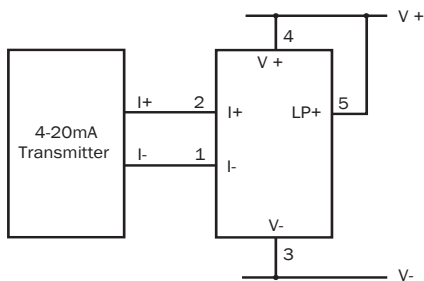 V +
4
V +
I+ 2 I+ LP+ 5
4-20mA
Transmitter
I- 1 I-
V-
3
V-